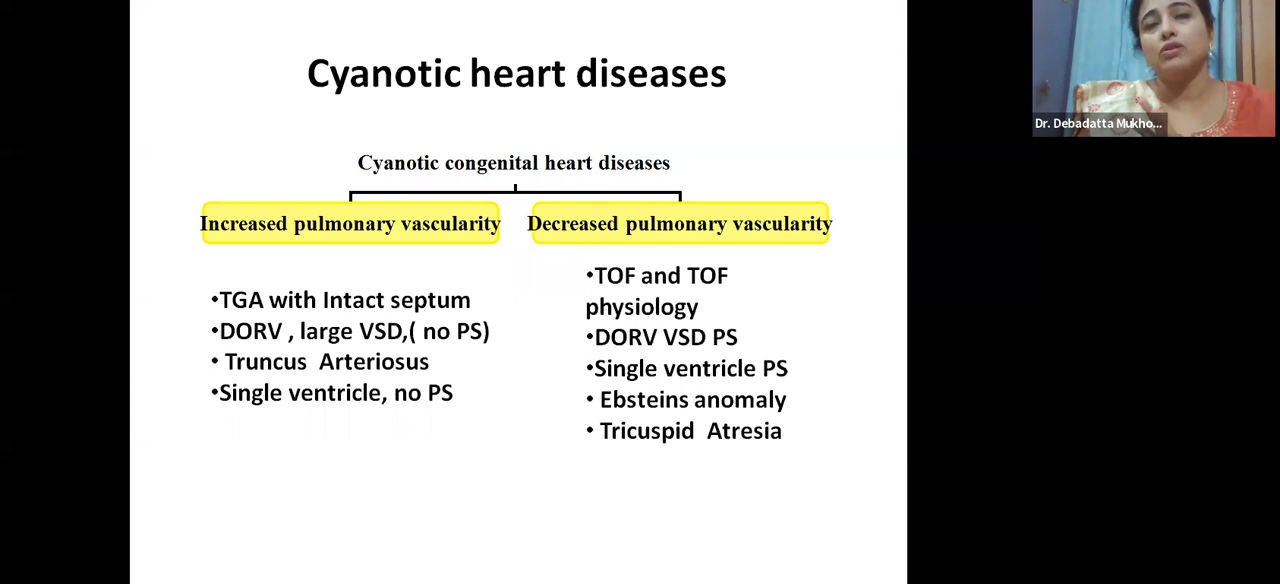 Cyanotic heart diseases
Cyanotic congenital heart diseases
Increased pulmonary vascularity
Decreased pulmonary vascularity
•TGA with Intact septum
•DORV , large VSD,( no PS)
• Truncus Arteriosus
•Single ventricle, no PS
•TOF and TOF
physiology
•DORV VSD PS
•Single ventricle PS
• Ebsteins anomaly
• Tricuspid Atresia
Dr. Debadatta Mukho...